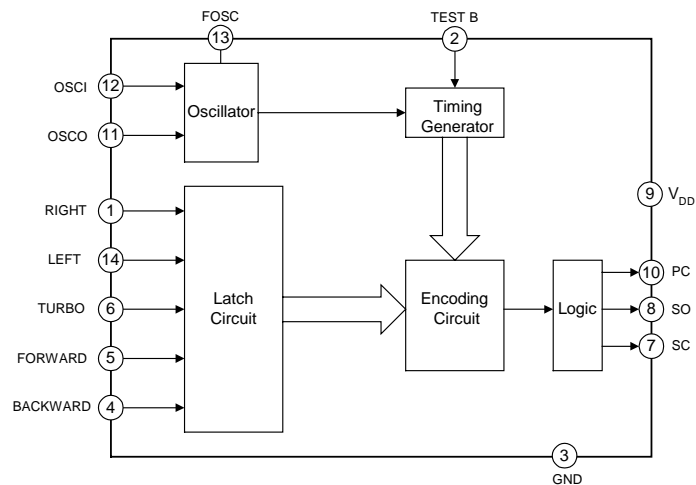 FOSC
TEST B
13
2
OSCI
12
Oscillator
Timing
Generator
OSCO
11
RIGHT
1
9
VDD
LEFT
14
Latch
Circuit
Encoding
Circuit
Logic
10
PC
TURBO
6
8
SO
7
SC
FORWARD
5
BACKWARD
4
3
GND